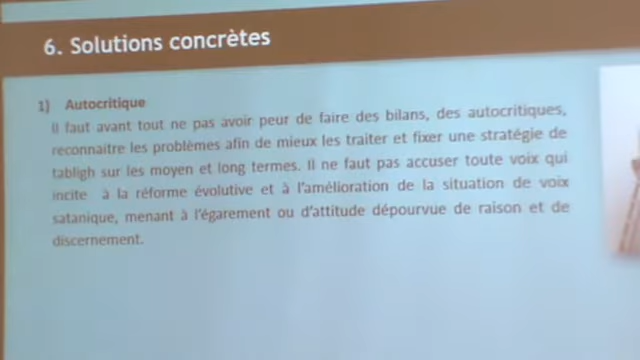 6. Solutions concrètes
1) Autocritique
Il faut avant tout ne pas avoir peur de faire des bilans, des autocritiques,
reconnaitre les problèmes afin de mieux les traiter et fixer une stratégie de
tabligh sur les moyen et long termes. Il ne faut pas accuser toute voix qui
incite à la réforme évolutive et à l'amélioration de la situation de voix
satanique, menant à l'égarement ou d'attitude dépourvue de raison et de
discernement.